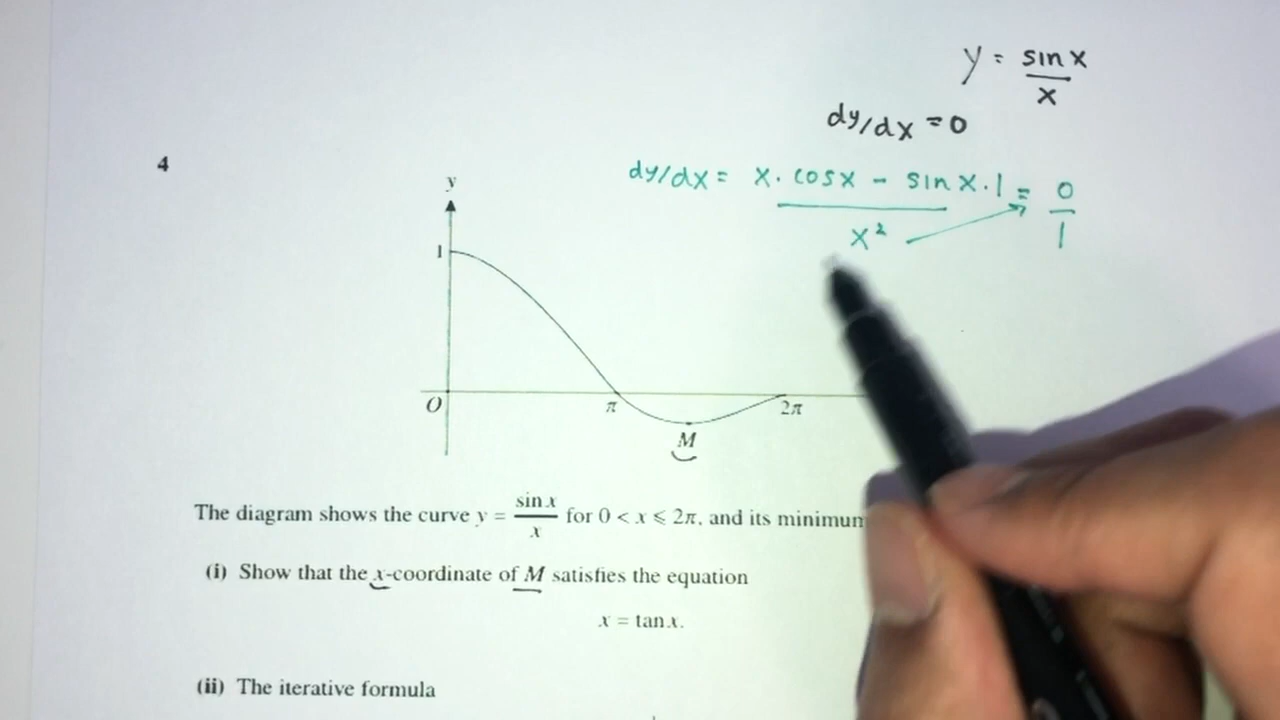 y = sin x / x
dy/dx = 0
4
dy/dx = x · cos x − sin x · 1 / x² = 0 / 1
y
1
O
π
2π
M
The diagram shows the curve y = sin x / x for 0 < x ⩽ 2π, and its
(i) Show that the x-coordinate of M satisfies the equation
x = tan x.
(ii) The iterative formula